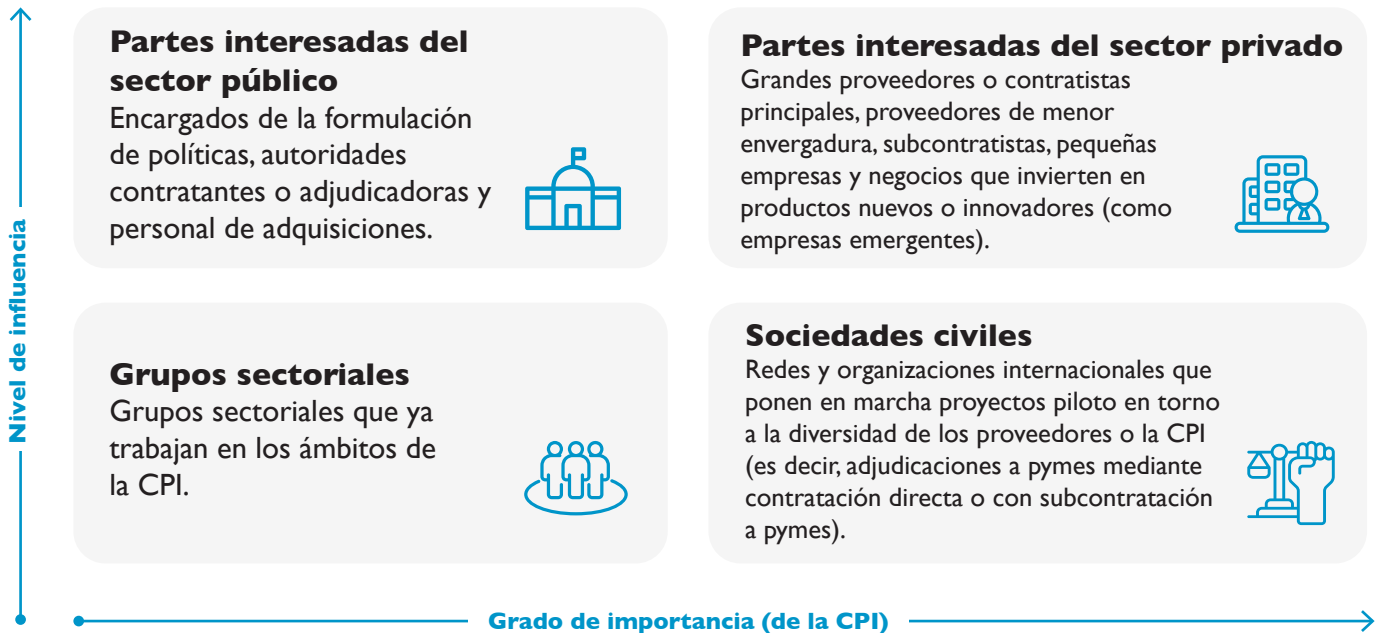 Partes interesadas del
sector público
Encargados de la formulación
de políticas, autoridades
contratantes o adjudicadoras y
personal de adquisiciones.
Partes interesadas del sector privado
Grandes proveedores o contratistas
principales, proveedores de menor
envergadura, subcontratistas, pequeñas
empresas y negocios que invierten en
productos nuevos o innovadores (como
empresas emergentes).
Nivel de influencia
Grupos sectoriales
Grupos sectoriales que ya
trabajan en los ámbitos de
la CPI.
Sociedades civiles
Redes y organizaciones internacionales que
ponen en marcha proyectos piloto en torno
a la diversidad de los proveedores o la CPI
(es decir, adjudicaciones a pymes mediante
contratación directa o con subcontratación
a pymes).
Grado de importancia (de la CPI)